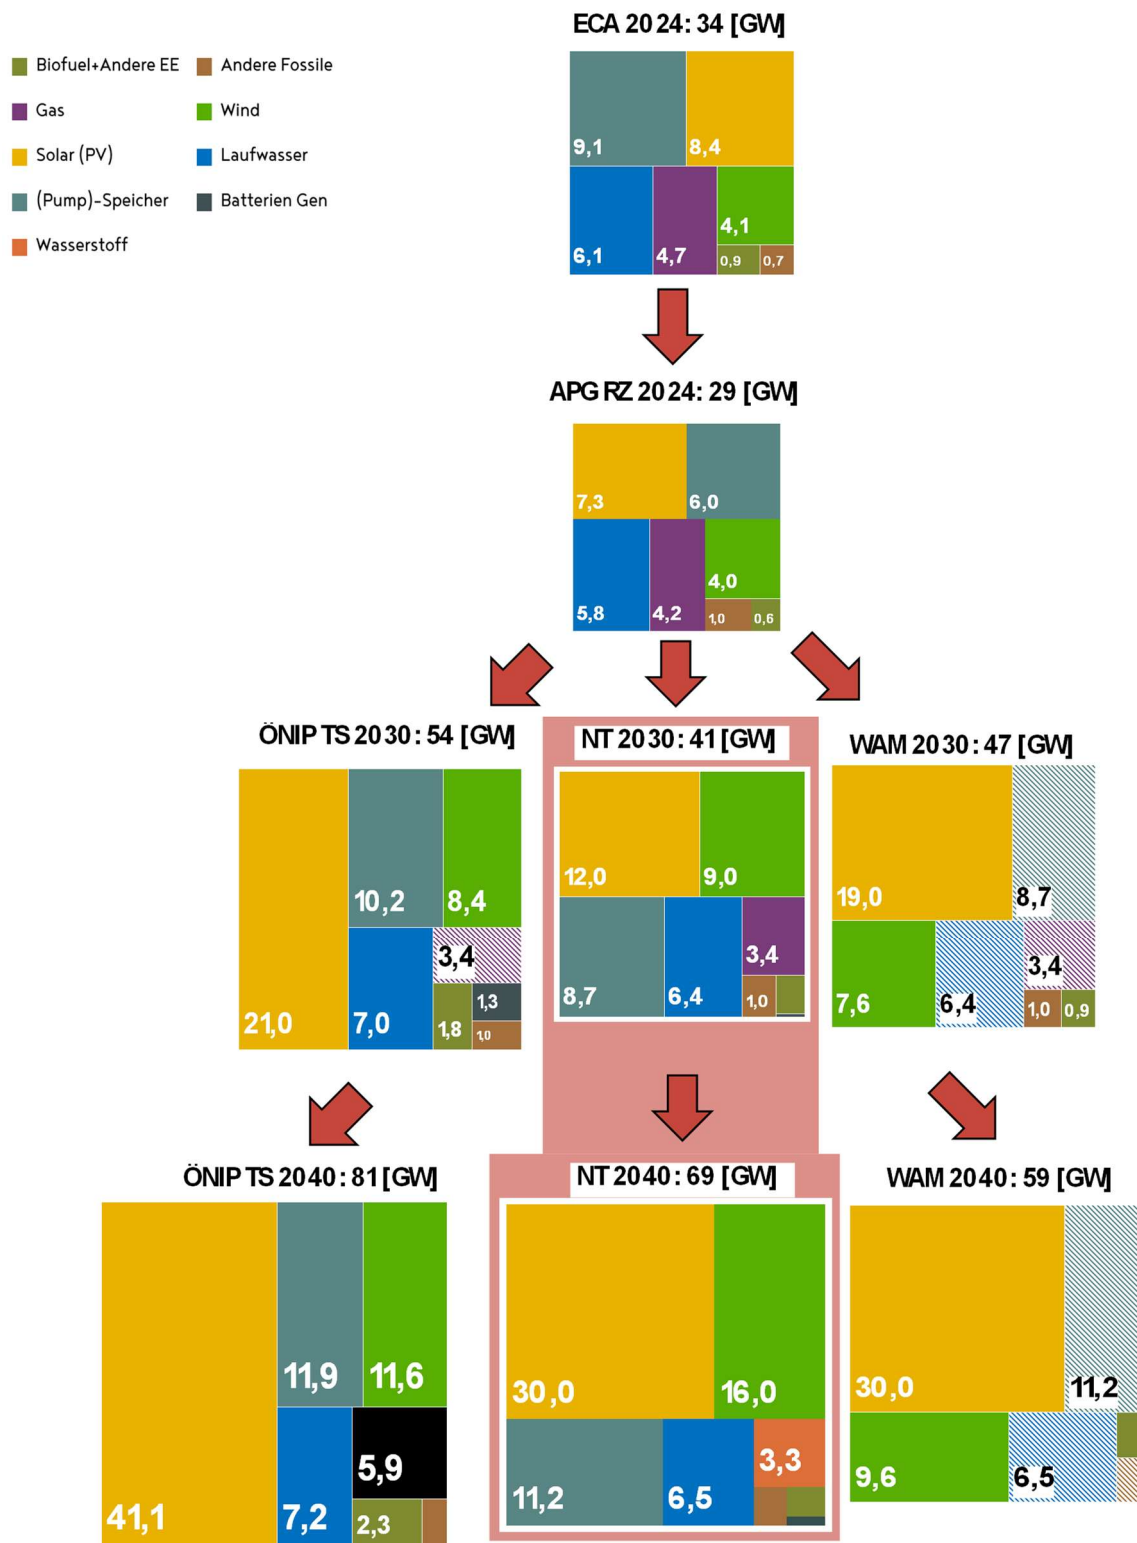 ECA 2024: 34 [GW]
Biofuel+Andere EE
Andere Fossile
Gas
Wind
Solar (PV)
Laufwasser
(Pump)-Speicher
Batterien Gen
Wasserstoff
9,1
8,4
6,1
4,7
4,1
0,9
0,7
APG RZ 2024: 29 [GW]
7,3
6,0
5,8
4,2
4,0
1,0
0,6
ÖNIP TS 2030: 54 [GW]
21,0
10,2
8,4
7,0
3,4
1,8
1,3
1,0
NT 2030: 41 [GW]
12,0
9,0
8,7
6,4
3,4
1,0
WAM 2030: 47 [GW]
19,0
8,7
7,6
6,4
3,4
1,0
0,9
ÖNIP TS 2040: 81 [GW]
41,1
11,9
11,6
7,2
5,9
2,3
NT 2040: 69 [GW]
30,0
16,0
11,2
6,5
3,3
WAM 2040: 59 [GW]
30,0
11,2
9,6
6,5